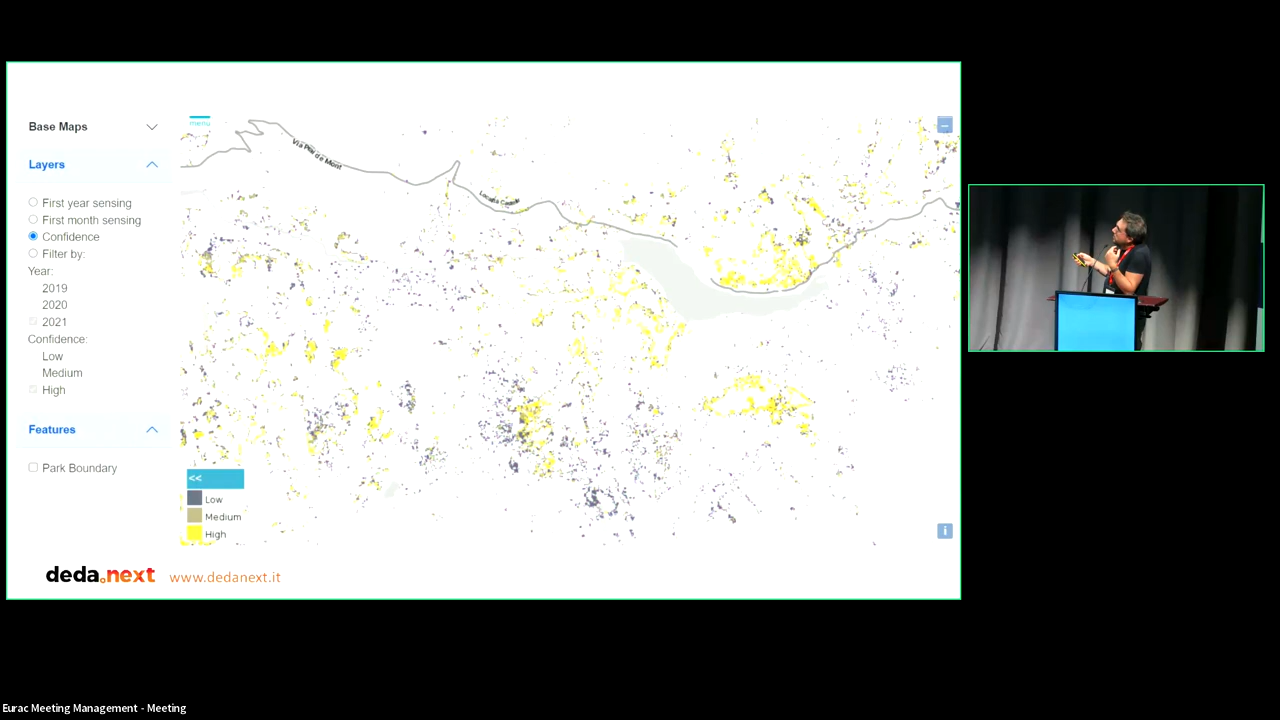 Base Maps
Layers
First year sensing
First month sensing
Confidence
Filter by:
Year:
2019
2020
2021
Confidence:
Low
Medium
High
Features
Park Boundary
menu
Via Plan de Mont
<<
Low
Medium
High
–
i
deda.next
www.dedanext.it
Eurac Meeting Management - Meeting